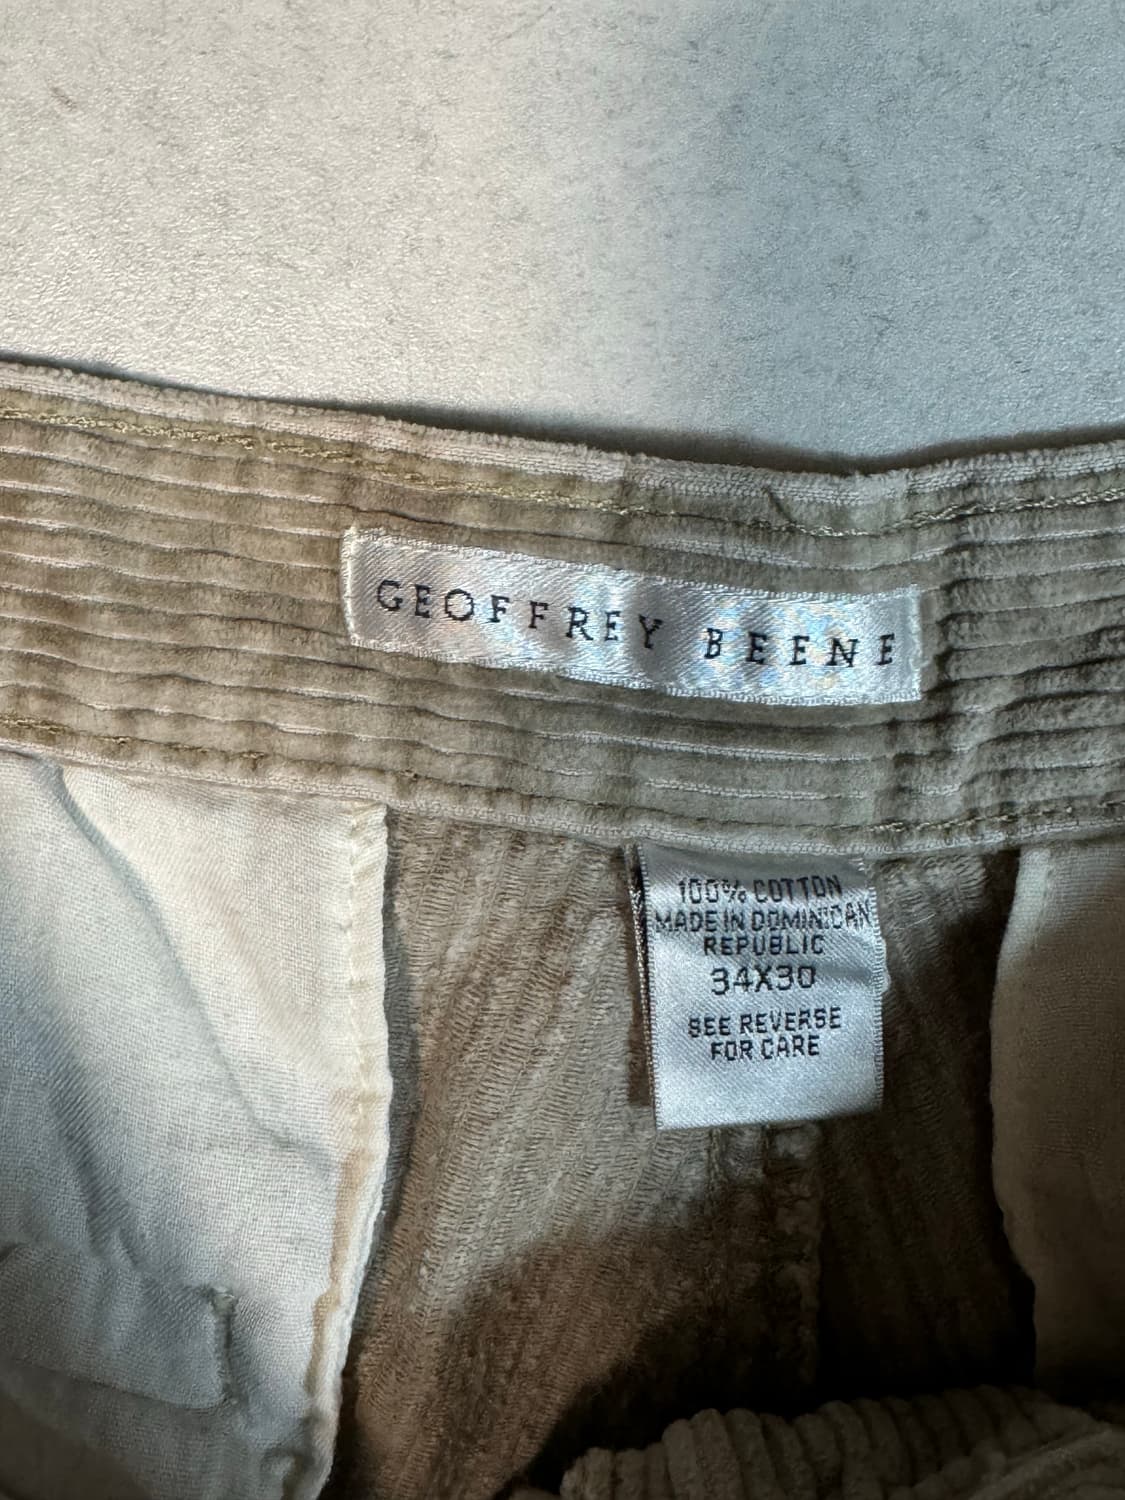 GEOFFREY BEENE
100% COTTON
MADE IN DOMINICAN
REPUBLIC
34X30
SEE REVERSE
FOR CARE